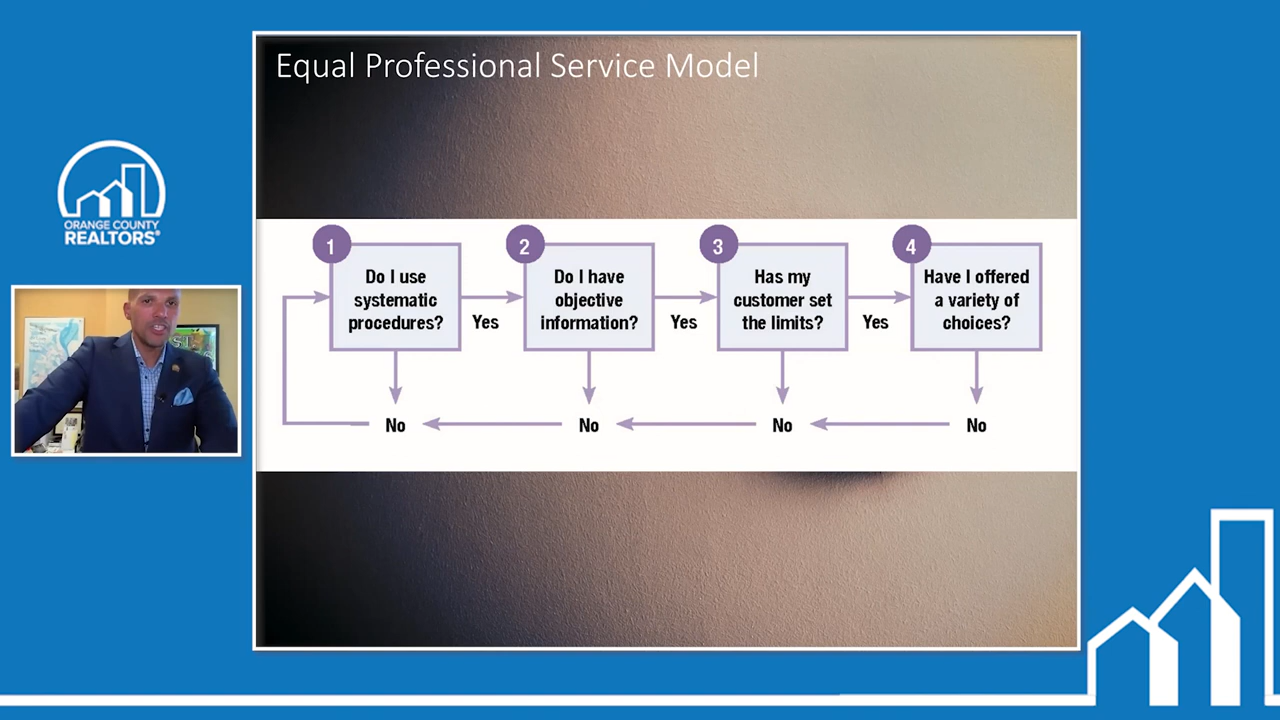 Equal Professional Service Model
ORANGE COUNTY
REALTORS®
1
Do I use
systematic
procedures?
Yes
2
Do I have
objective
information?
Yes
3
Has my
customer set
the limits?
Yes
4
Have I offered
a variety of
choices?
No
No
No
No